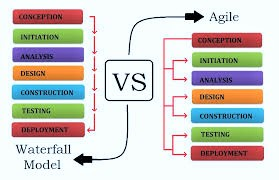 CONCEPTION
INITIATION
ANALYSIS
DESIGN
CONSTRUCTION
TESTING
DEPLOYMENT
Waterfall
Model
VS
Agile
CONCEPTION
INITIATION
ANALYSIS
DESIGN
CONSTRUCTION
TESTING
DEPLOYMENT